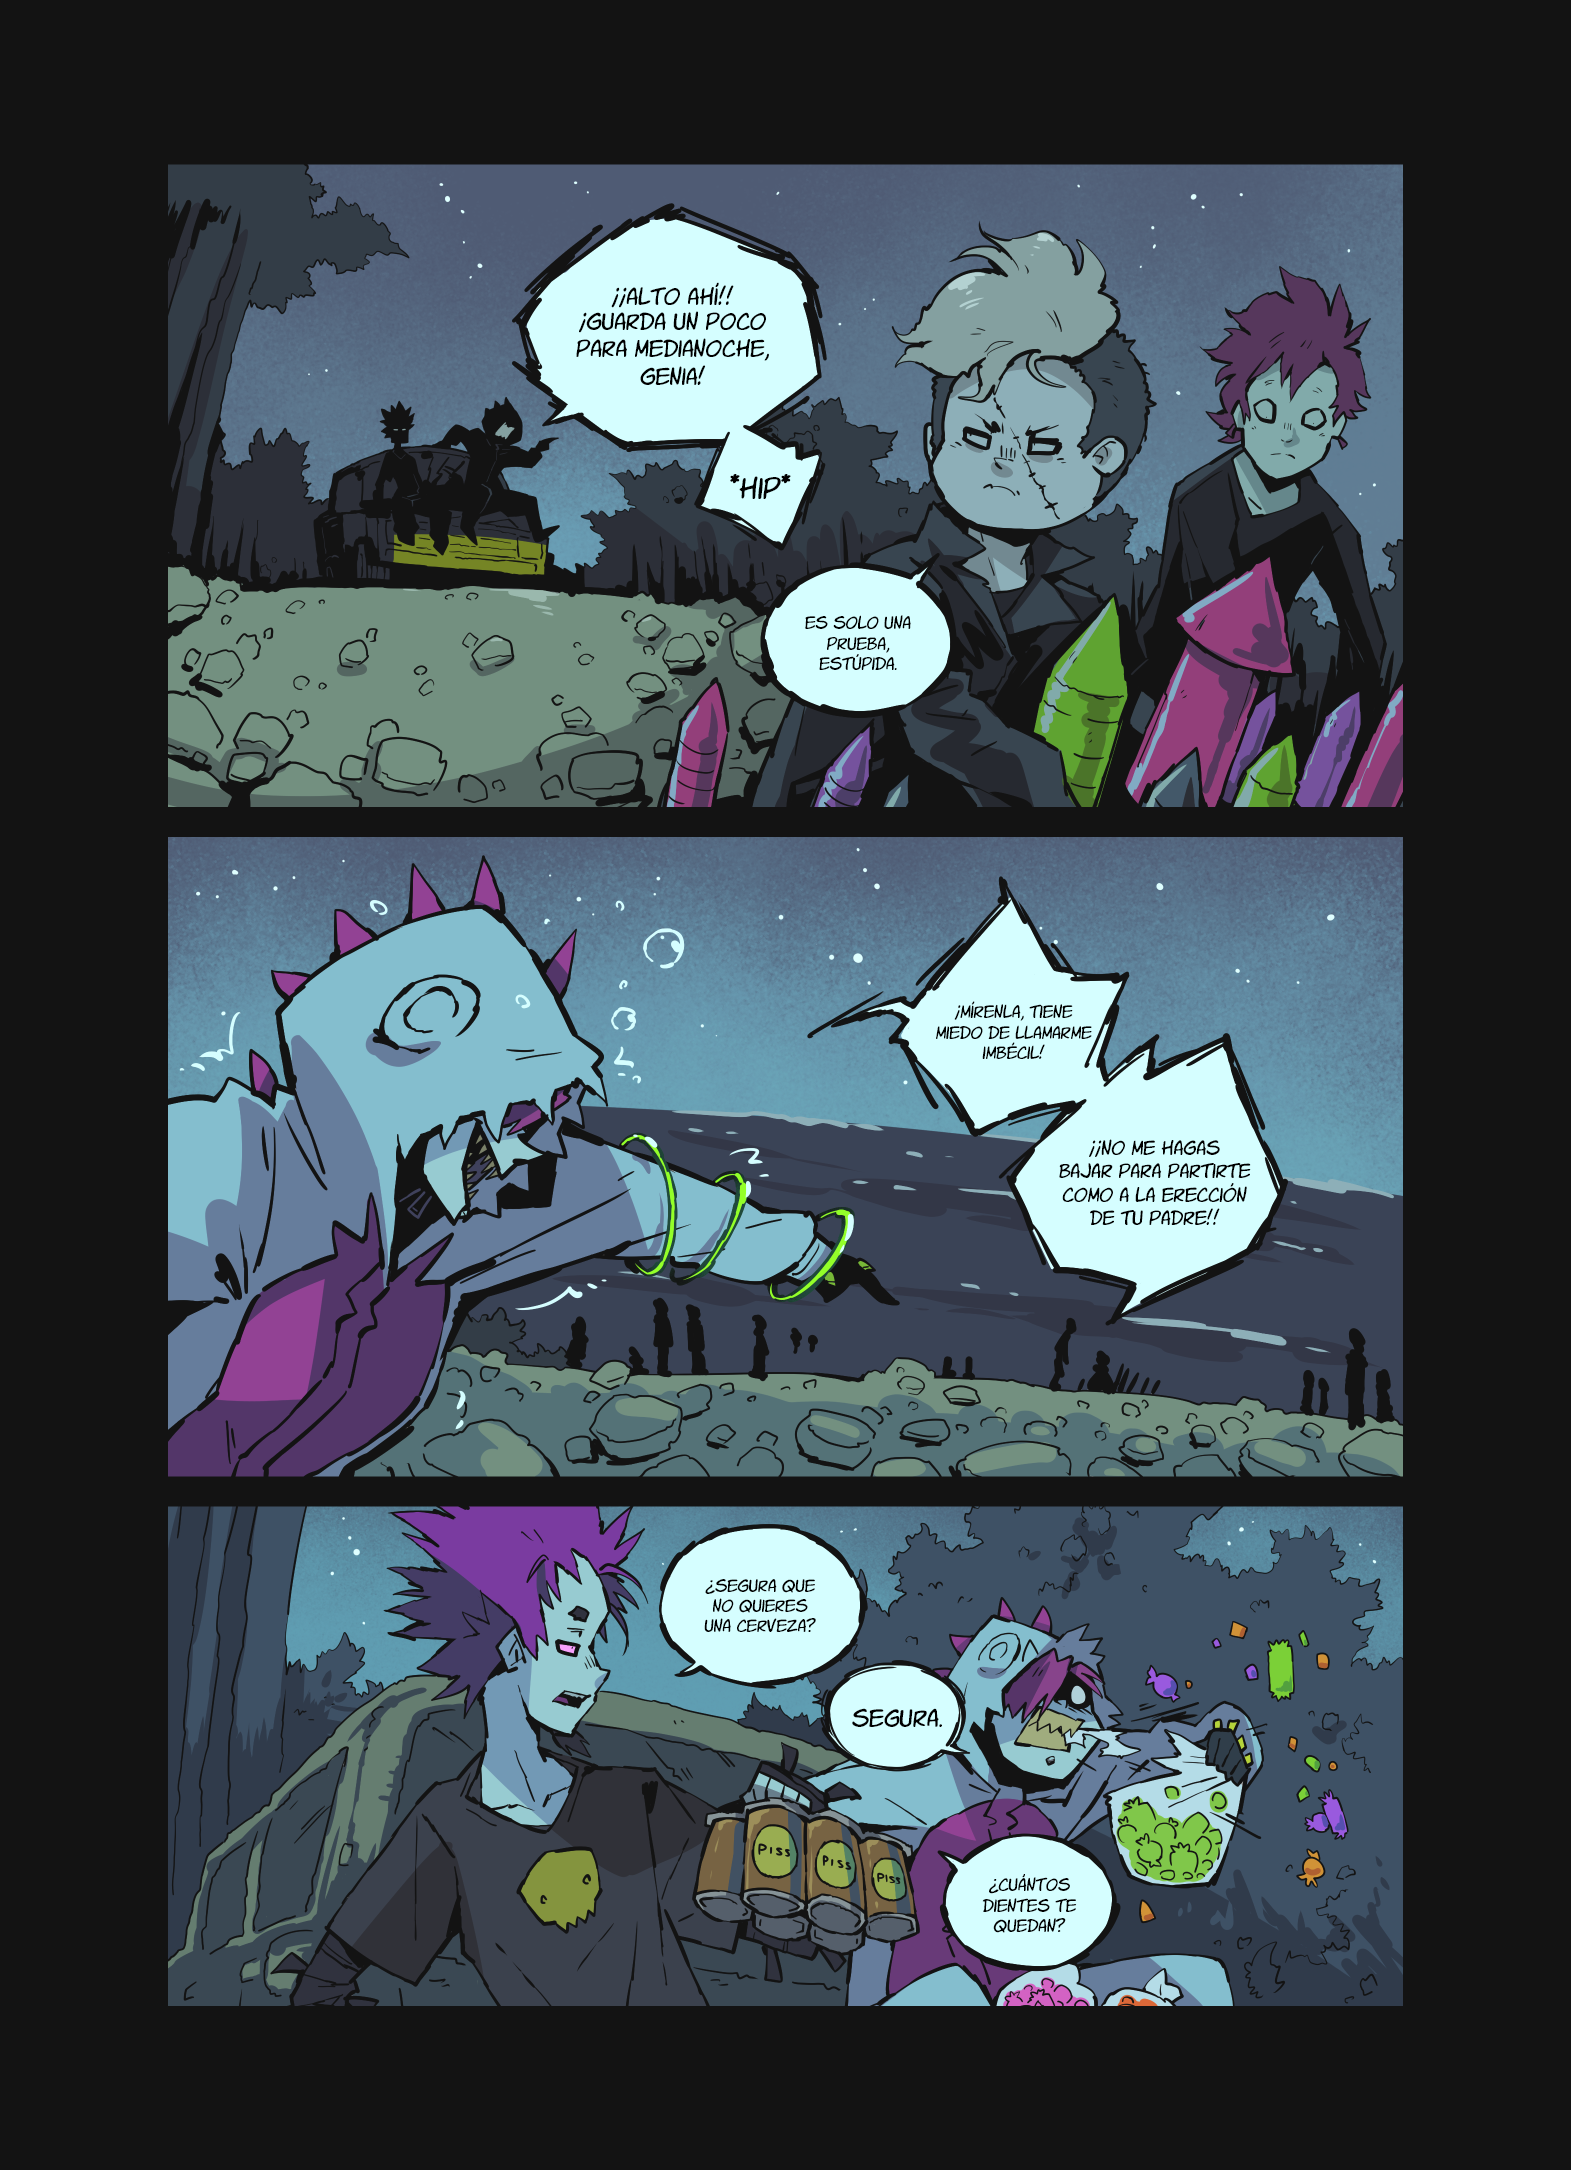 ¡¡ALTO AHÍ!!
¡GUARDA UN POCO
PARA MEDIANOCHE,
GENIA!
*HIP*
ES SOLO UNA
PRUEBA,
ESTÚPIDA.
¡MÍRENLA, TIENE
MIEDO DE LLAMARME
IMBÉCIL!
¡¡NO ME HAGAS
BAJAR PARA PARTIRTE
COMO A LA ERECCIÓN
DE TU PADRE!!
¿SEGURA QUE
NO QUIERES
UNA CERVEZA?
SEGURA.
PISS
PISS
PISS
¿CUÁNTOS
DIENTES TE
QUEDAN?